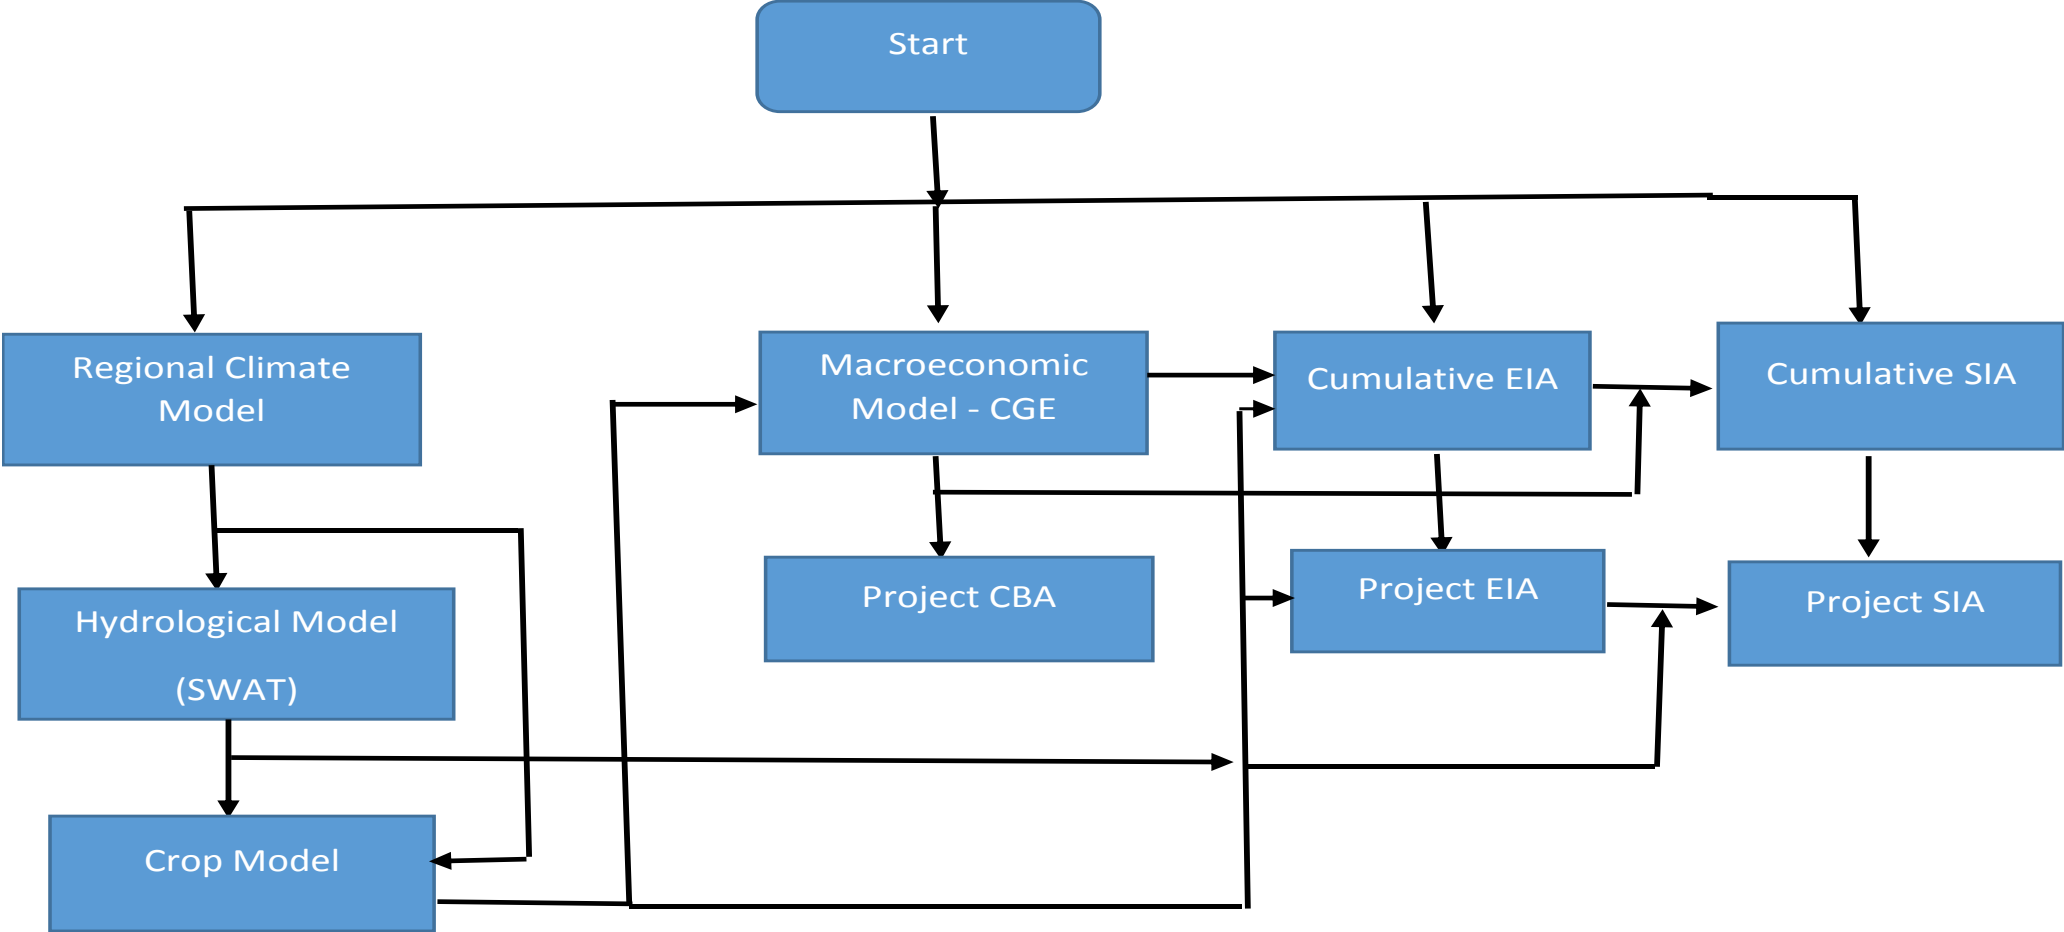 Start
Regional Climate
Model
Macroeconomic
Model - CGE
Cumulative EIA
Cumulative SIA
Hydrological Model
(SWAT)
Project CBA
Project EIA
Project SIA
Crop Model